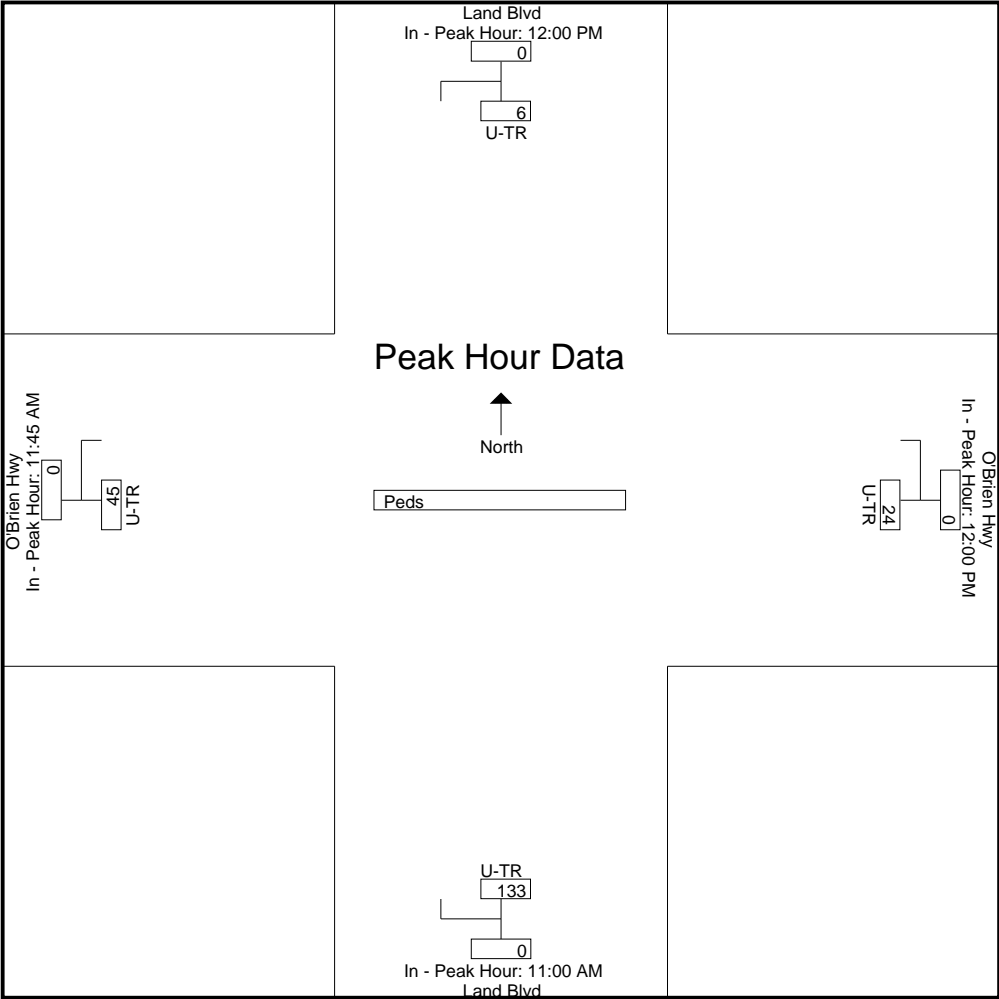 Land Blvd
In - Peak Hour: 12:00 PM
0
6
U-TR
Peak Hour Data
North
Peds
O'Brien Hwy
In - Peak Hour: 11:45 AM
0
45
U-TR
O'Brien Hwy
In - Peak Hour: 12:00 PM
0
24
U-TR
U-TR
133
0
In - Peak Hour: 11:00 AM
Land Blvd